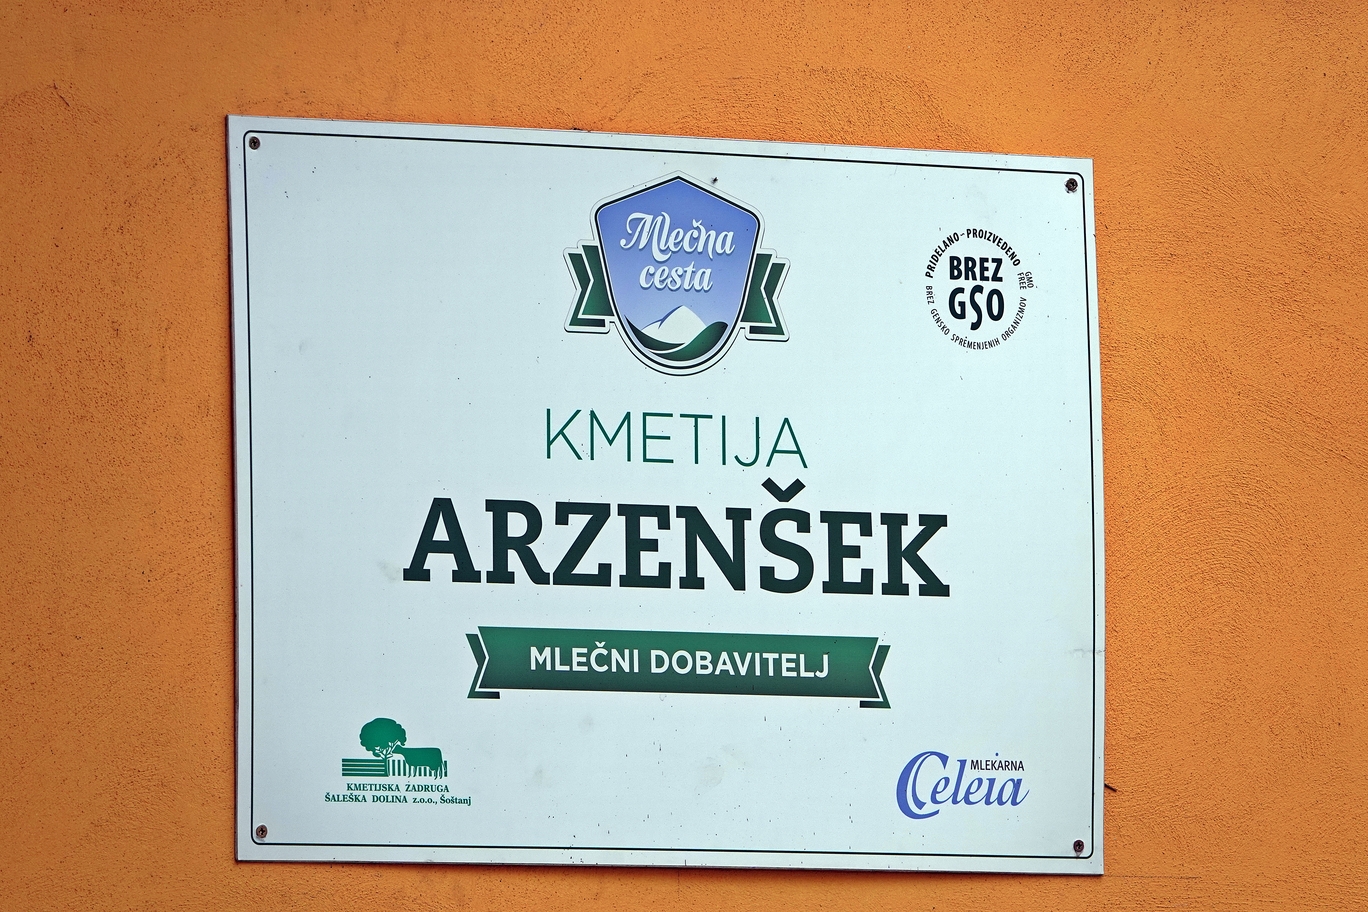 Mlečna
cesta
PRIDELANO-PROIZVEDENO
GMO
FREE
BREZ
GSO
BREZ GENSKO SPREMENJENIH ORGANIZMOV
KMETIJA
ARZENŠEK
MLEČNI DOBAVITELJ
KMETIJSKA ZADRUGA
ŠALEŠKA DOLINA z.o.o., Šoštanj
MLEKARNA
Celeia